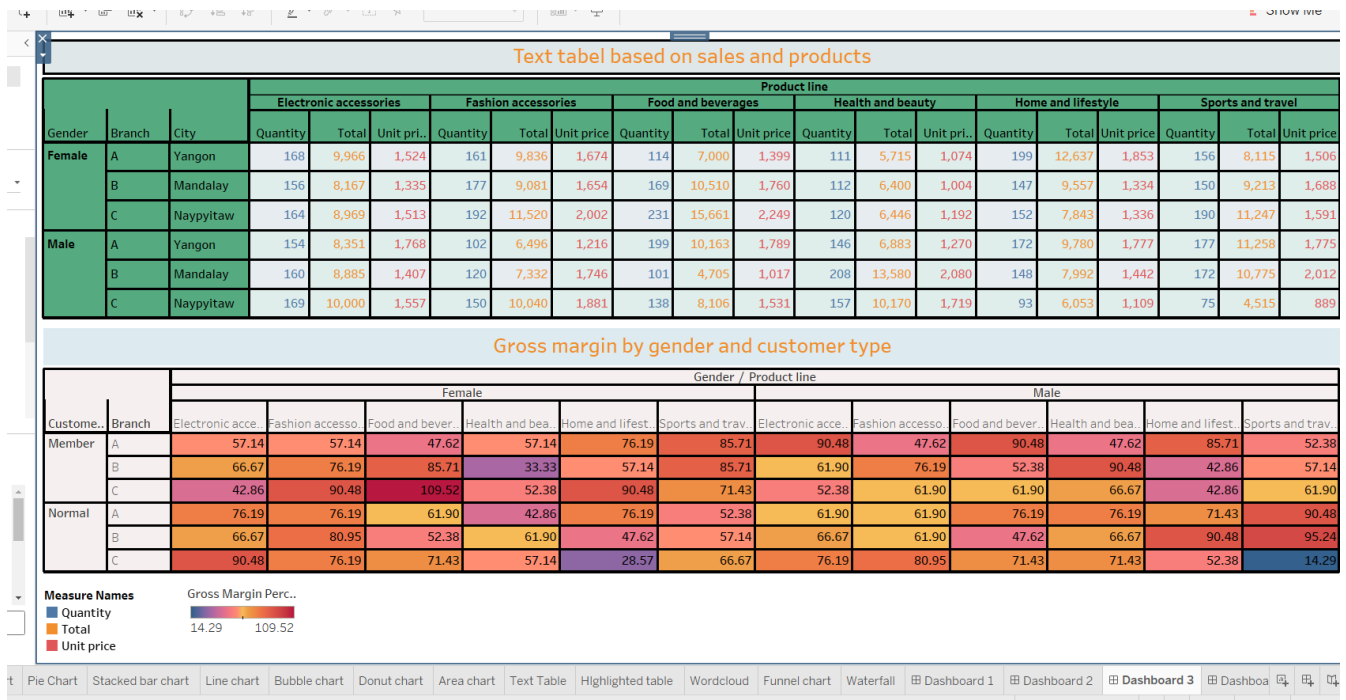 Show Me
Text tabel based on sales and products
Product line
Electronic accessories Fashion accessories Food and beverages Health and beauty Home and lifestyle Sports and travel
Gender Branch City Quantity Total Unit pri.. Quantity Total Unit price Quantity Total Unit price Quantity Total Unit pri.. Quantity Total Unit price Quantity Total Unit price
Female A Yangon 168 9,966 1,524 161 9,836 1,674 114 7,000 1,399 111 5,715 1,074 199 12,637 1,853 156 8,115 1,506
B Mandalay 156 8,167 1,335 177 9,081 1,654 169 10,510 1,760 112 6,400 1,004 147 9,557 1,334 150 9,213 1,688
C Naypyitaw 164 8,969 1,513 192 11,520 2,002 231 15,661 2,249 120 6,446 1,192 152 7,843 1,336 190 11,247 1,591
Male A Yangon 154 8,351 1,768 102 6,496 1,216 199 10,163 1,789 146 6,883 1,270 172 9,780 1,777 177 11,258 1,775
B Mandalay 160 8,885 1,407 120 7,332 1,746 101 4,705 1,017 208 13,580 2,080 148 7,992 1,442 172 10,775 2,012
C Naypyitaw 169 10,000 1,557 150 10,040 1,881 138 8,106 1,531 157 10,170 1,719 93 6,053 1,109 75 4,515 889
Gross margin by gender and customer type
Gender / Product line
Female Male
Custome.. Branch Electronic acce.. Fashion accesso.. Food and bever.. Health and bea.. Home and lifest.. Sports and trav.. Electronic acce.. Fashion accesso.. Food and bever.. Health and bea.. Home and lifest.. Sports and trav..
Member A 57.14 57.14 47.62 57.14 76.19 85.71 90.48 47.62 90.48 47.62 85.71 52.38
B 66.67 76.19 85.71 33.33 57.14 85.71 61.90 76.19 52.38 90.48 42.86 57.14
C 42.86 90.48 109.52 52.38 90.48 71.43 52.38 61.90 61.90 66.67 42.86 61.90
Normal A 76.19 76.19 61.90 42.86 76.19 52.38 61.90 61.90 76.19 76.19 71.43 90.48
B 66.67 80.95 52.38 61.90 47.62 57.14 66.67 61.90 47.62 66.67 90.48 95.24
C 90.48 76.19 71.43 57.14 28.57 66.67 76.19 80.95 71.43 71.43 52.38 14.29
Measure Names Gross Margin Perc..
Quantity
Total 14.29 109.52
Unit price
Pie Chart Stacked bar chart Line chart Bubble chart Donut chart Area chart Text Table HIghlighted table Wordcloud Funnel chart Waterfall Dashboard 1 Dashboard 2 Dashboard 3 Dashboa